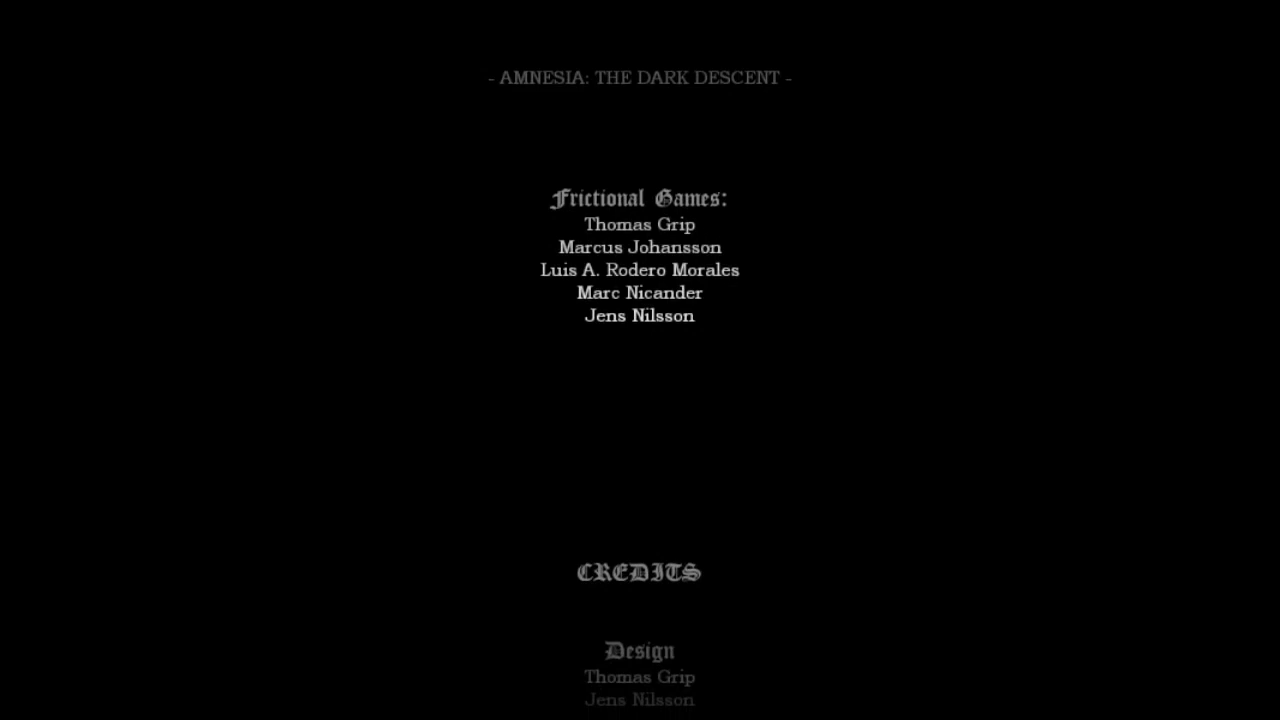 - AMNESIA: THE DARK DESCENT -
Frictional Games:
Thomas Grip
Marcus Johansson
Luis A. Rodero Morales
Marc Nicander
Jens Nilsson
CREDITS
Design
Thomas Grip
Jens Nilsson